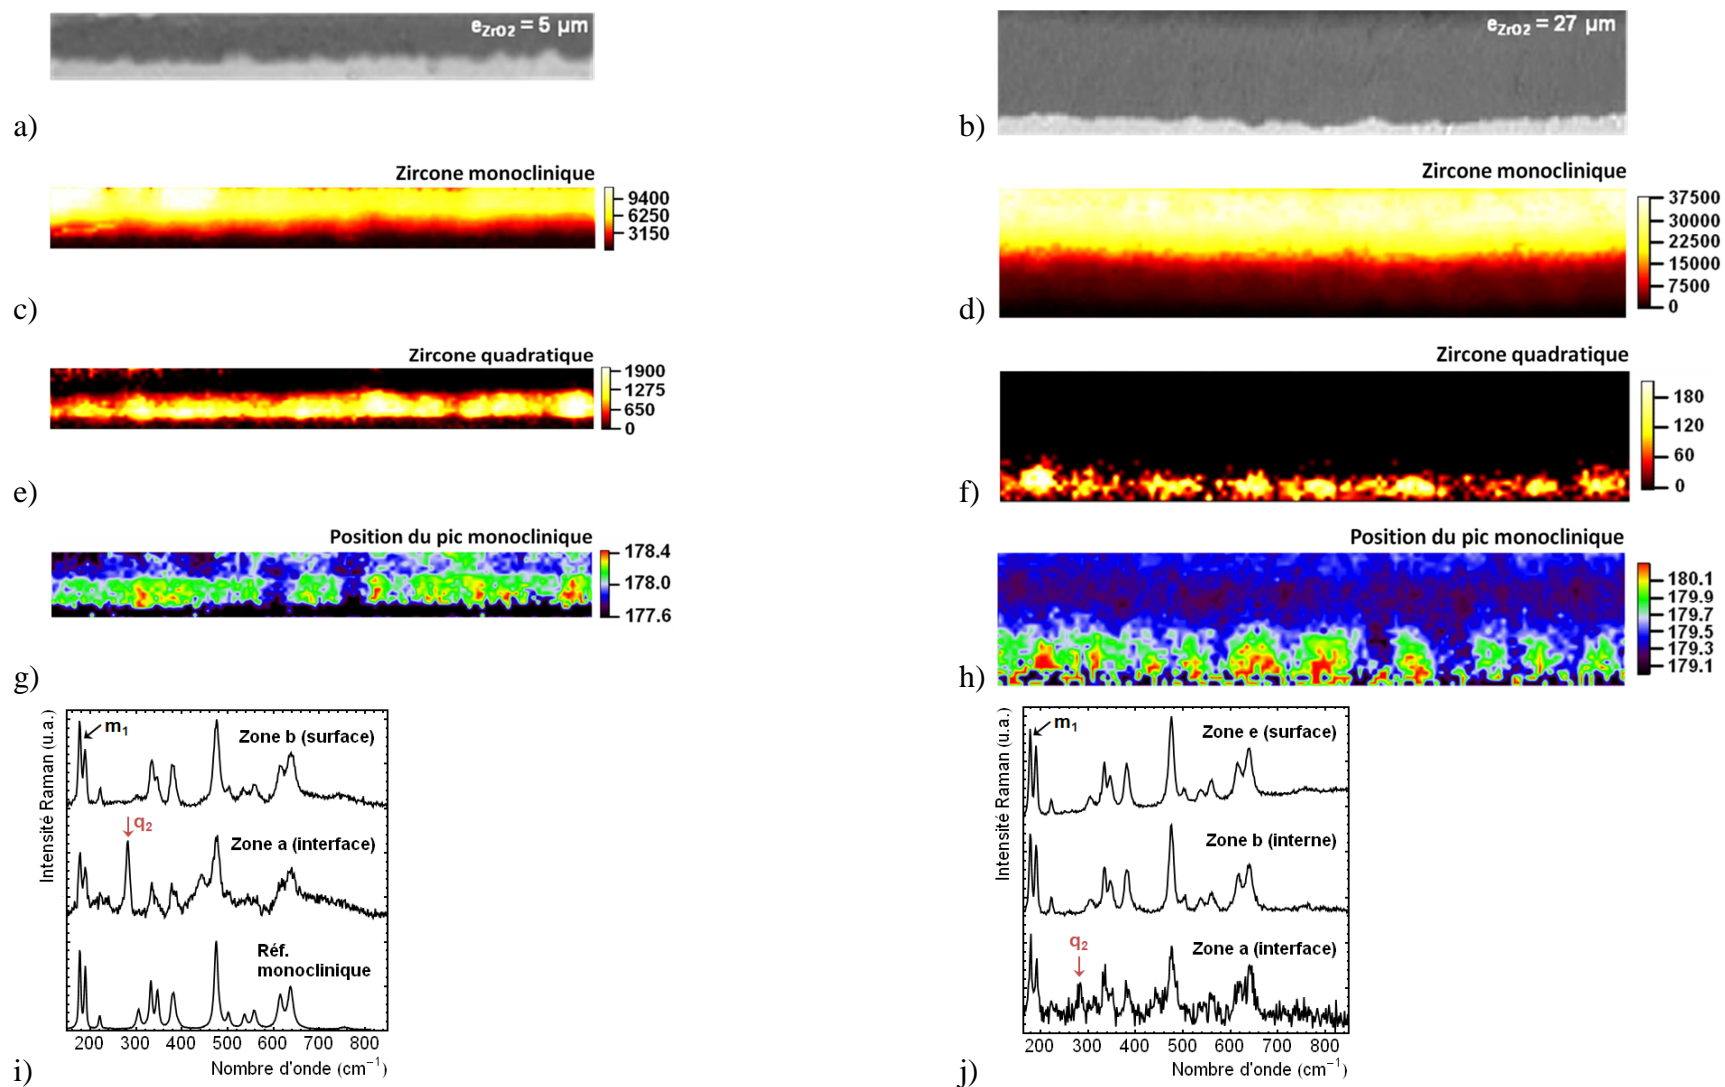 e_ZrO2 = 5 µm
a)
Zircone monoclinique
9400
6250
3150
c)
Zircone quadratique
1900
1275
650
0
e)
Position du pic monoclinique
178.4
178.0
177.6
g)
Intensité Raman (u.a.)
m₁
Zone b (surface)
q₂
Zone a (interface)
Réf.
monoclinique
200 300 400 500 600 700 800
Nombre d'onde (cm⁻¹)
i)
e_ZrO2 = 27 µm
b)
Zircone monoclinique
37500
30000
22500
15000
7500
0
d)
Zircone quadratique
180
120
60
0
f)
Position du pic monoclinique
180.1
179.9
179.7
179.5
179.3
179.1
h)
Intensité Raman (u.a.)
m₁
Zone e (surface)
Zone b (interne)
q₂
Zone a (interface)
200 300 400 500 600 700 800
Nombre d'onde (cm⁻¹)
j)